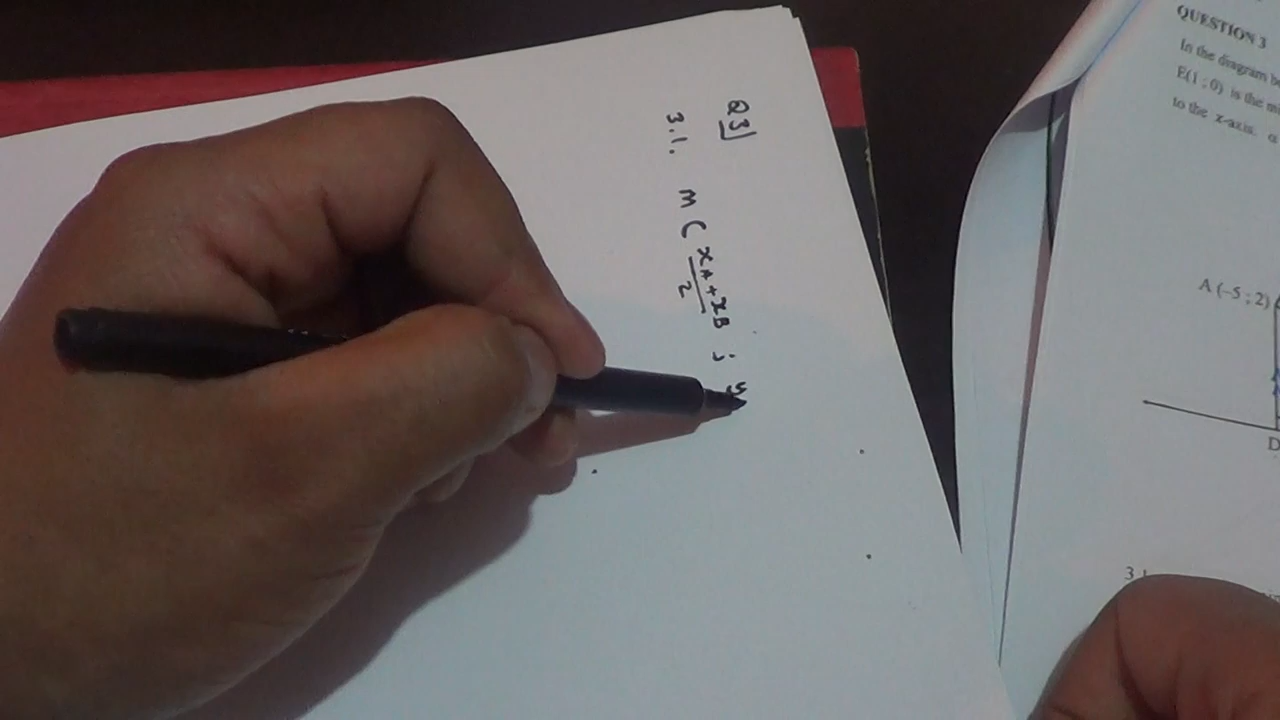 Q3
3.1. M ( xA + xB / 2 ; y
QUESTION 3
In the diagram
E(1 ; 0) is the
to the x-axis. α
A (−5 ; 2)
D